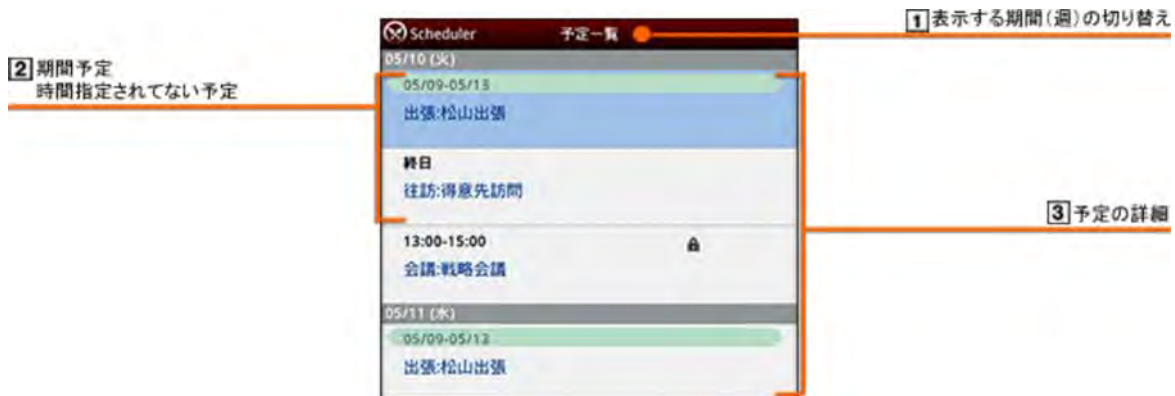 Scheduler 予定一覧
1 表示する期間(週)の切り替え
2 期間予定
時間指定されてない予定
05/10 (火)
05/09-05/13
出張:松山出張
終日
往訪:得意先訪問
3 予定の詳細
13:00-15:00
会議:戦略会議
05/11 (水)
05/09-05/13
出張:松山出張